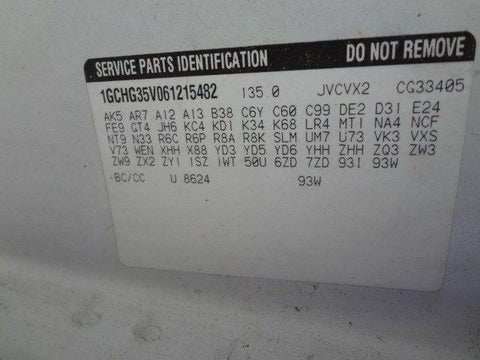 SERVICE PARTS IDENTIFICATION DO NOT REMOVE
1GCHG35V061215482 135.0 JVCVX2 CG33405
AK5 AR7 A12 A13 B38 C6Y C60 C99 DE2 D31 E24
FE9 GT4 JH6 KC4 KD1 K34 K68 LR4 MT1 NA4 NCF
NT9 N33 R6C R6P R8A R8K SLM UM7 U73 VK3 VXS
V73 WEN XHH X88 YD3 YD5 YD6 YHH ZHH ZQ3 ZW3
ZW9 ZX2 ZY1 1SZ 1WT 50U 6ZD 7ZD 93I 93W
BC/CC U 8624 93W